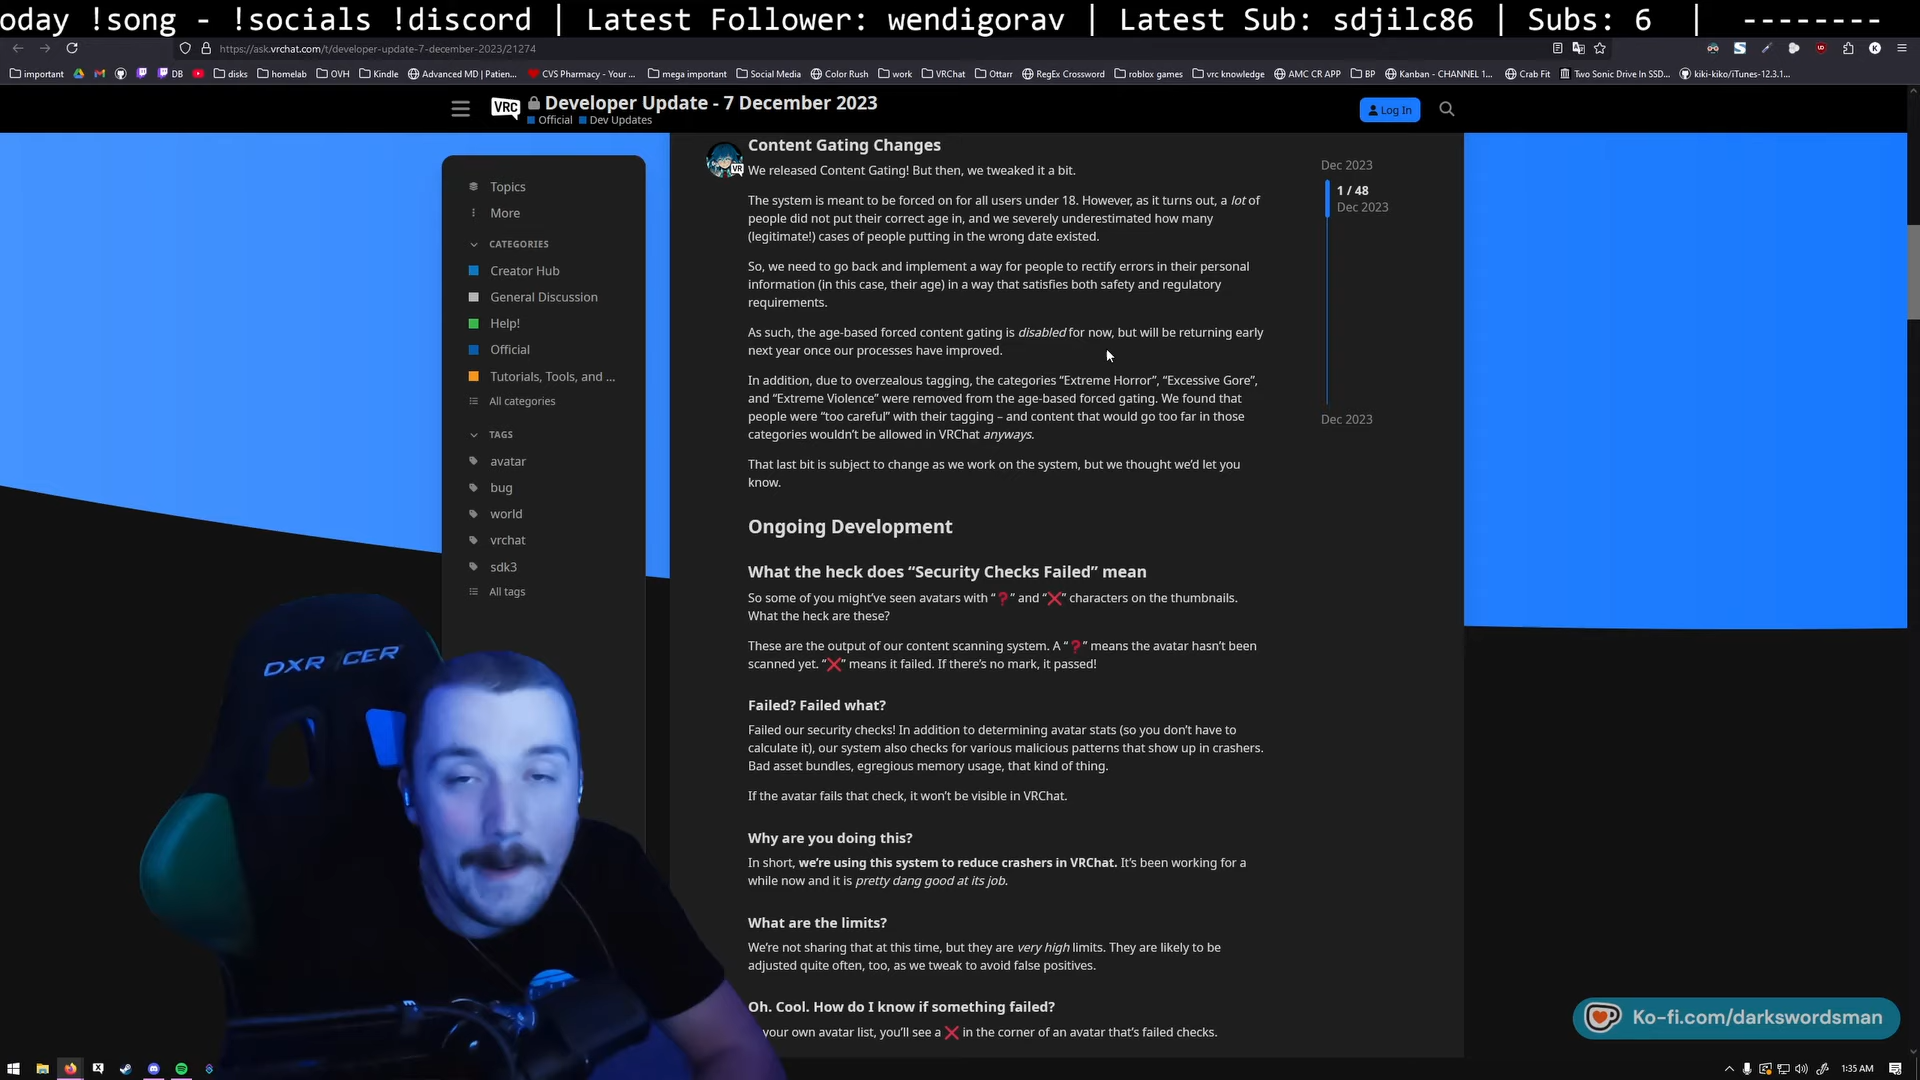 oday !song - !socials !discord | Latest Follower: wendigorav | Latest Sub: sdjilc86 | Subs: 6 | --------
https://ask.vrchat.com/t/developer-update-7-december-2023/21274
important
DB
disks
homelab
OVH
Kindle
Advanced MD | Patien...
CVS Pharmacy - Your ...
mega important
Social Media
Color Rush
work
VRChat
Ottarr
RegEx Crossword
roblox games
vrc knowledge
AMC CR APP
BP
Kanban - CHANNEL 1...
Crab Fit
Two Sonic Drive In SSD...
kiki-kiko/iTunes-12.3.1...
VRC
Developer Update - 7 December 2023
Official
Dev Updates
Log In
Topics
More
CATEGORIES
Creator Hub
General Discussion
Help!
Official
Tutorials, Tools, and ...
All categories
TAGS
avatar
bug
world
vrchat
sdk3
All tags
Content Gating Changes
We released Content Gating! But then, we tweaked it a bit.
The system is meant to be forced on for all users under 18. However, as it turns out, a lot of
people did not put their correct age in, and we severely underestimated how many
(legitimate!) cases of people putting in the wrong date existed.
So, we need to go back and implement a way for people to rectify errors in their personal
information (in this case, their age) in a way that satisfies both safety and regulatory
requirements.
As such, the age-based forced content gating is disabled for now, but will be returning early
next year once our processes have improved.
In addition, due to overzealous tagging, the categories “Extreme Horror”, “Excessive Gore”,
and “Extreme Violence” were removed from the age-based forced gating. We found that
people were “too careful” with their tagging – and content that would go too far in those
categories wouldn’t be allowed in VRChat anyways.
That last bit is subject to change as we work on the system, but we thought we’d let you
know.
Ongoing Development
What the heck does “Security Checks Failed” mean
So some of you might’ve seen avatars with “❓” and “❌” characters on the thumbnails.
What the heck are these?
These are the output of our content scanning system. A “❓” means the avatar hasn’t been
scanned yet. “❌” means it failed. If there’s no mark, it passed!
Failed? Failed what?
Failed our security checks! In addition to determining avatar stats (so you don’t have to
calculate it), our system also checks for various malicious patterns that show up in crashers.
Bad asset bundles, egregious memory usage, that kind of thing.
If the avatar fails that check, it won’t be visible in VRChat.
Why are you doing this?
In short, we’re using this system to reduce crashers in VRChat. It’s been working for a
while now and it is pretty dang good at its job.
What are the limits?
We’re not sharing that at this time, but they are very high limits. They are likely to be
adjusted quite often, too, as we tweak to avoid false positives.
Oh. Cool. How do I know if something failed?
your own avatar list, you’ll see a ❌ in the corner of an avatar that’s failed checks.
Dec 2023
1 / 48
Dec 2023
Dec 2023
DXRACER
Ko-fi.com/darkswordsman
1:35 AM